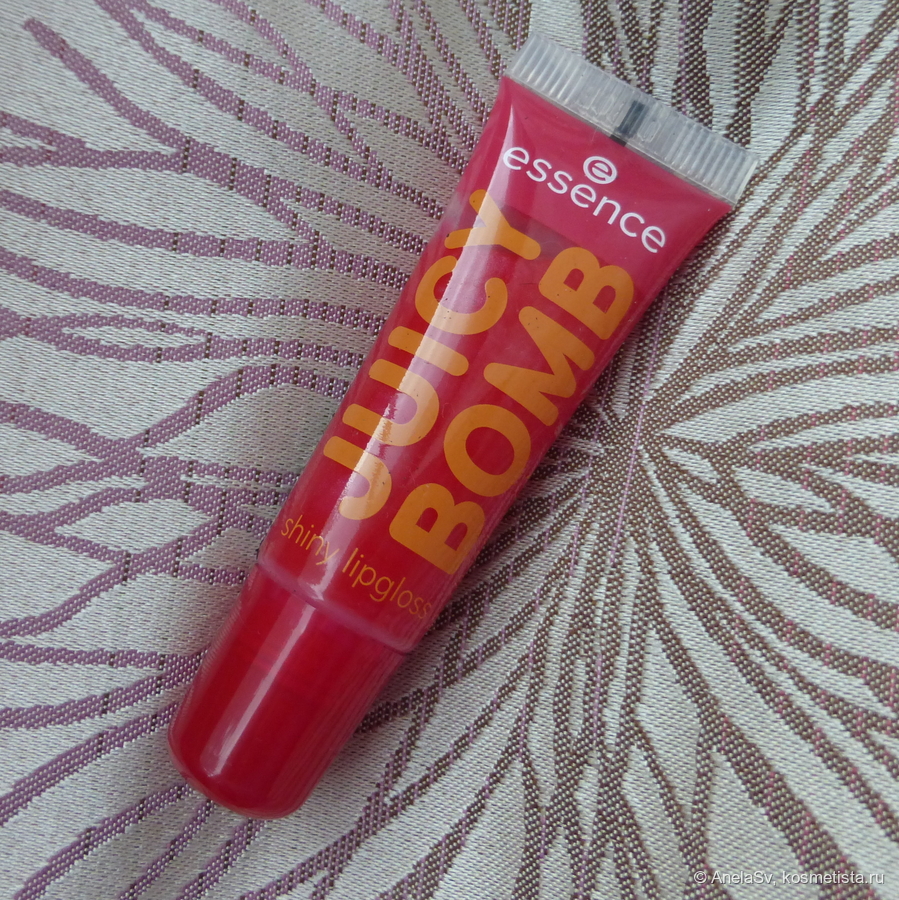 essence
JUICY
BOMB
shiny lipgloss
© AnelaSv, kosmetista.ru